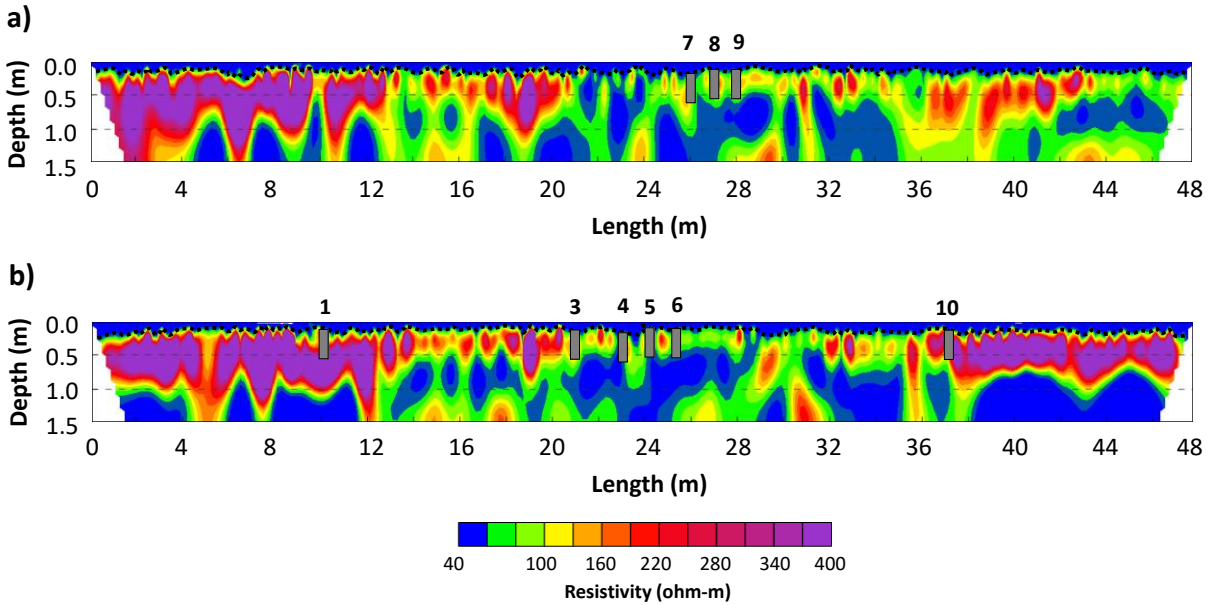 a)
7 8 9
0.0
0.5
1.0
1.5
Depth (m)
0 4 8 12 16 20 24 28 32 36 40 44 48
Length (m)
b)
1 3 4 5 6 10
0.0
0.5
1.0
1.5
Depth (m)
0 4 8 12 16 20 24 28 32 36 40 44 48
Length (m)
40 100 160 220 280 340 400
Resistivity (ohm-m)